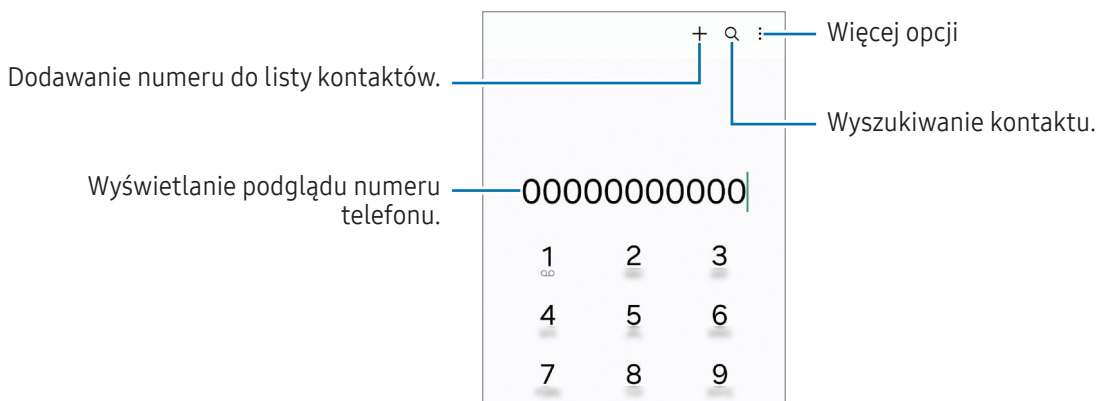 Więcej opcji
Dodawanie numeru do listy kontaktów.
Wyszukiwanie kontaktu.
Wyświetlanie podglądu numeru
telefonu.
00000000000
1 2 3
4 5 6
7 8 9